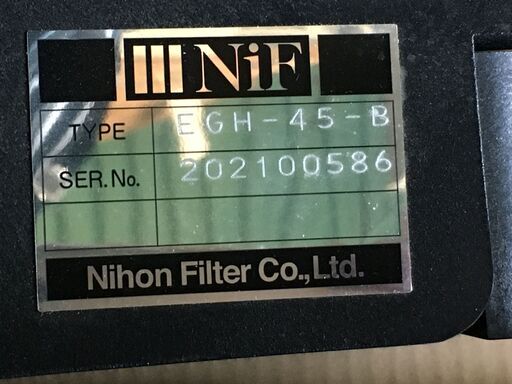 NiF
TYPE EGH-45-B
SER.No. 202100586
Nihon Filter Co.,Ltd.